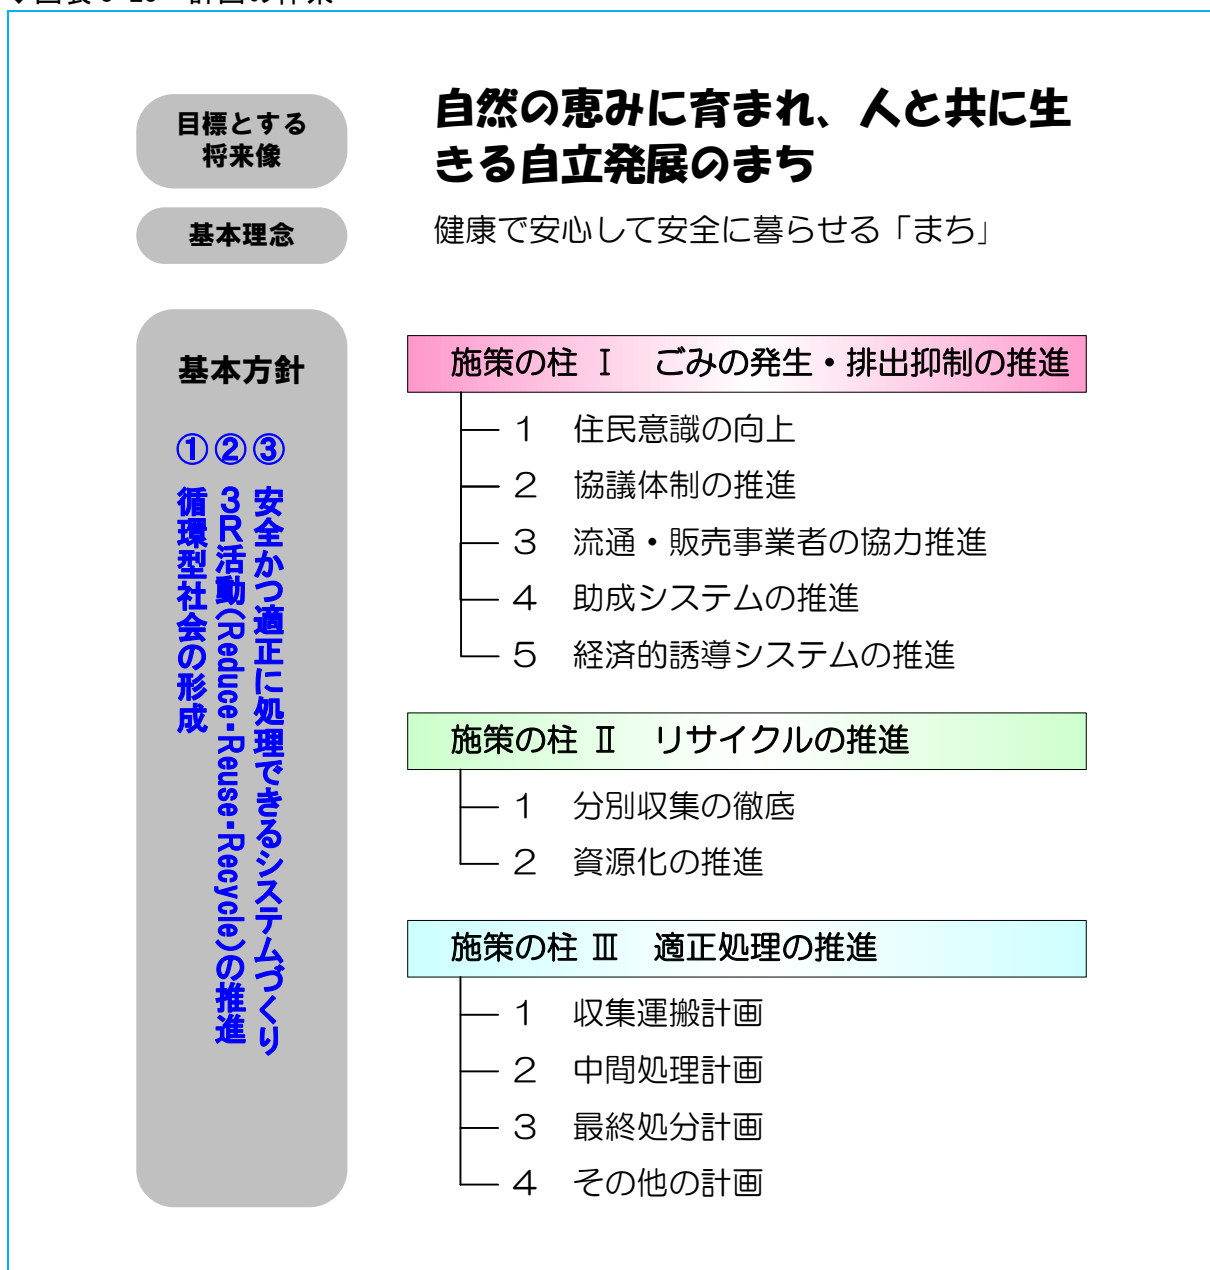 目標とする
将来像
自然の恵みに育まれ、人と共に生
きる自立発展のまち
基本理念
健康で安心して安全に暮らせる「まち」
基本方針
① 循環型社会の形成
② 3R活動(Reduce・Reuse・Recycle)の推進
③ 安全かつ適正に処理できるシステムづくり
施策の柱 Ⅰ ごみの発生・排出抑制の推進
1 住民意識の向上
2 協議体制の推進
3 流通・販売事業者の協力推進
4 助成システムの推進
5 経済的誘導システムの推進
施策の柱 Ⅱ リサイクルの推進
1 分別収集の徹底
2 資源化の推進
施策の柱 Ⅲ 適正処理の推進
1 収集運搬計画
2 中間処理計画
3 最終処分計画
4 その他の計画